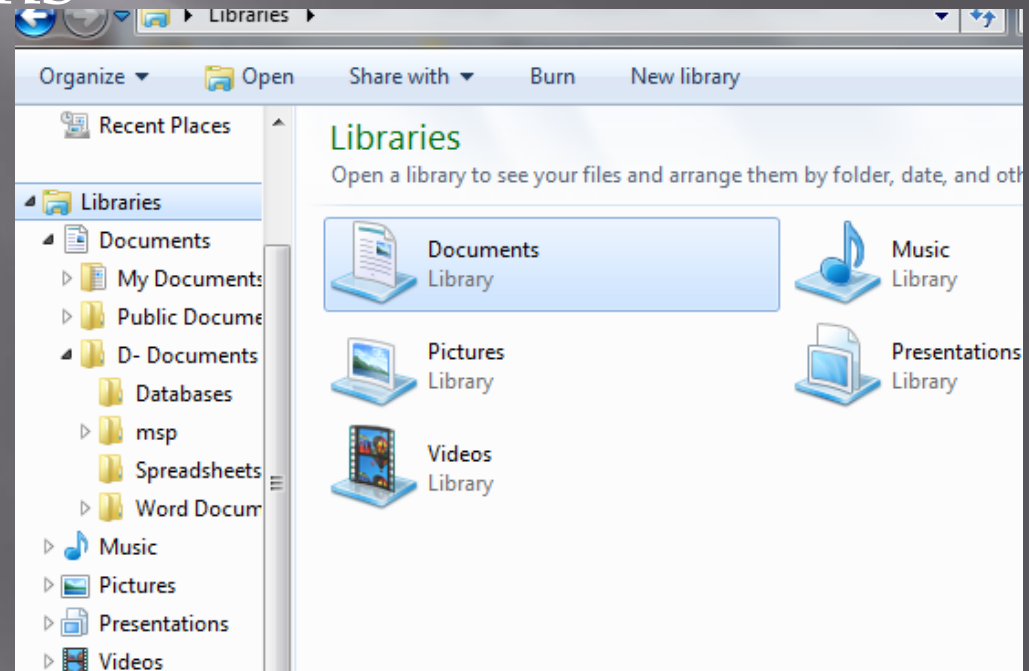 Libraries
Organize Open Share with Burn New library
Recent Places
Libraries
Documents
My Documents
Public Docume
D- Documents
Databases
msp
Spreadsheets
Word Docum
Music
Pictures
Presentations
Videos
Libraries
Open a library to see your files and arrange them by folder, date, and oth
Documents
Library
Music
Library
Pictures
Library
Presentations
Library
Videos
Library